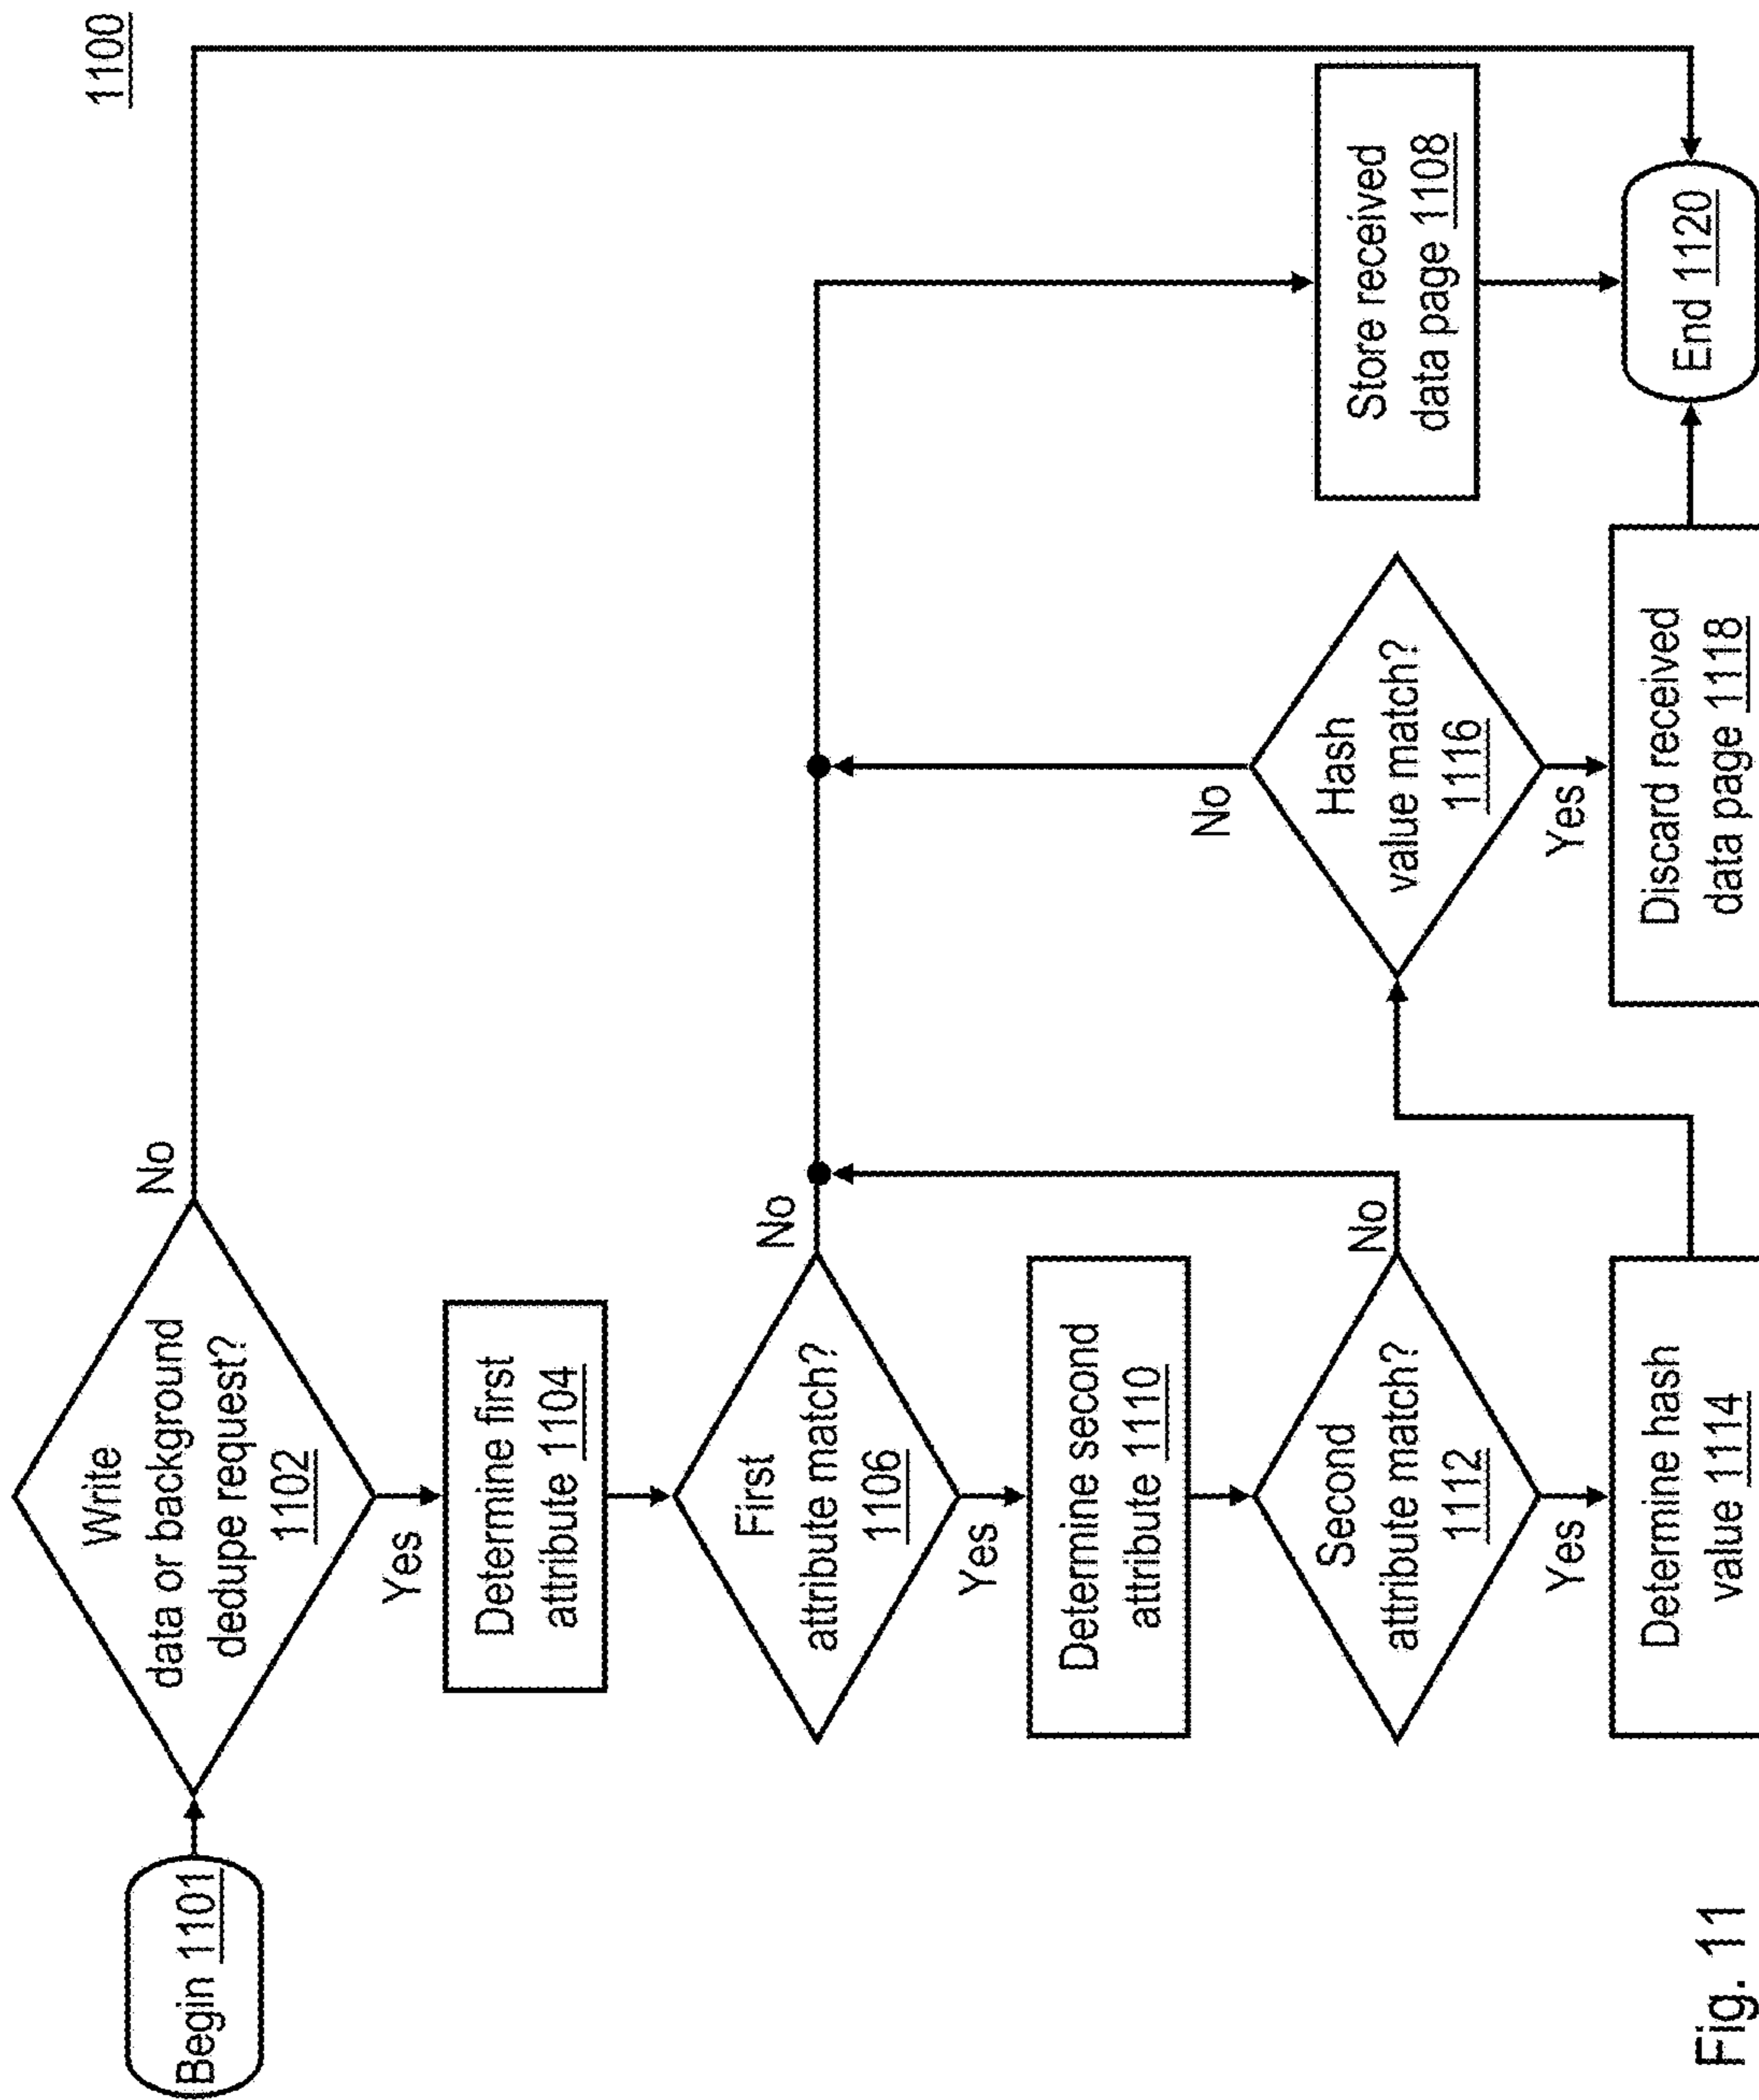 1100
Begin 1101
Write
data or background
dedupe request?
1102
No
Yes
Determine first
attribute 1104
First
attribute match?
1106
No
Yes
Determine second
attribute 1110
Second
attribute match?
1112
No
Yes
Determine hash
value 1114
Hash
value match?
1116
No
Yes
Discard received
data page 1118
Store received
data page 1108
End 1120
Fig. 11